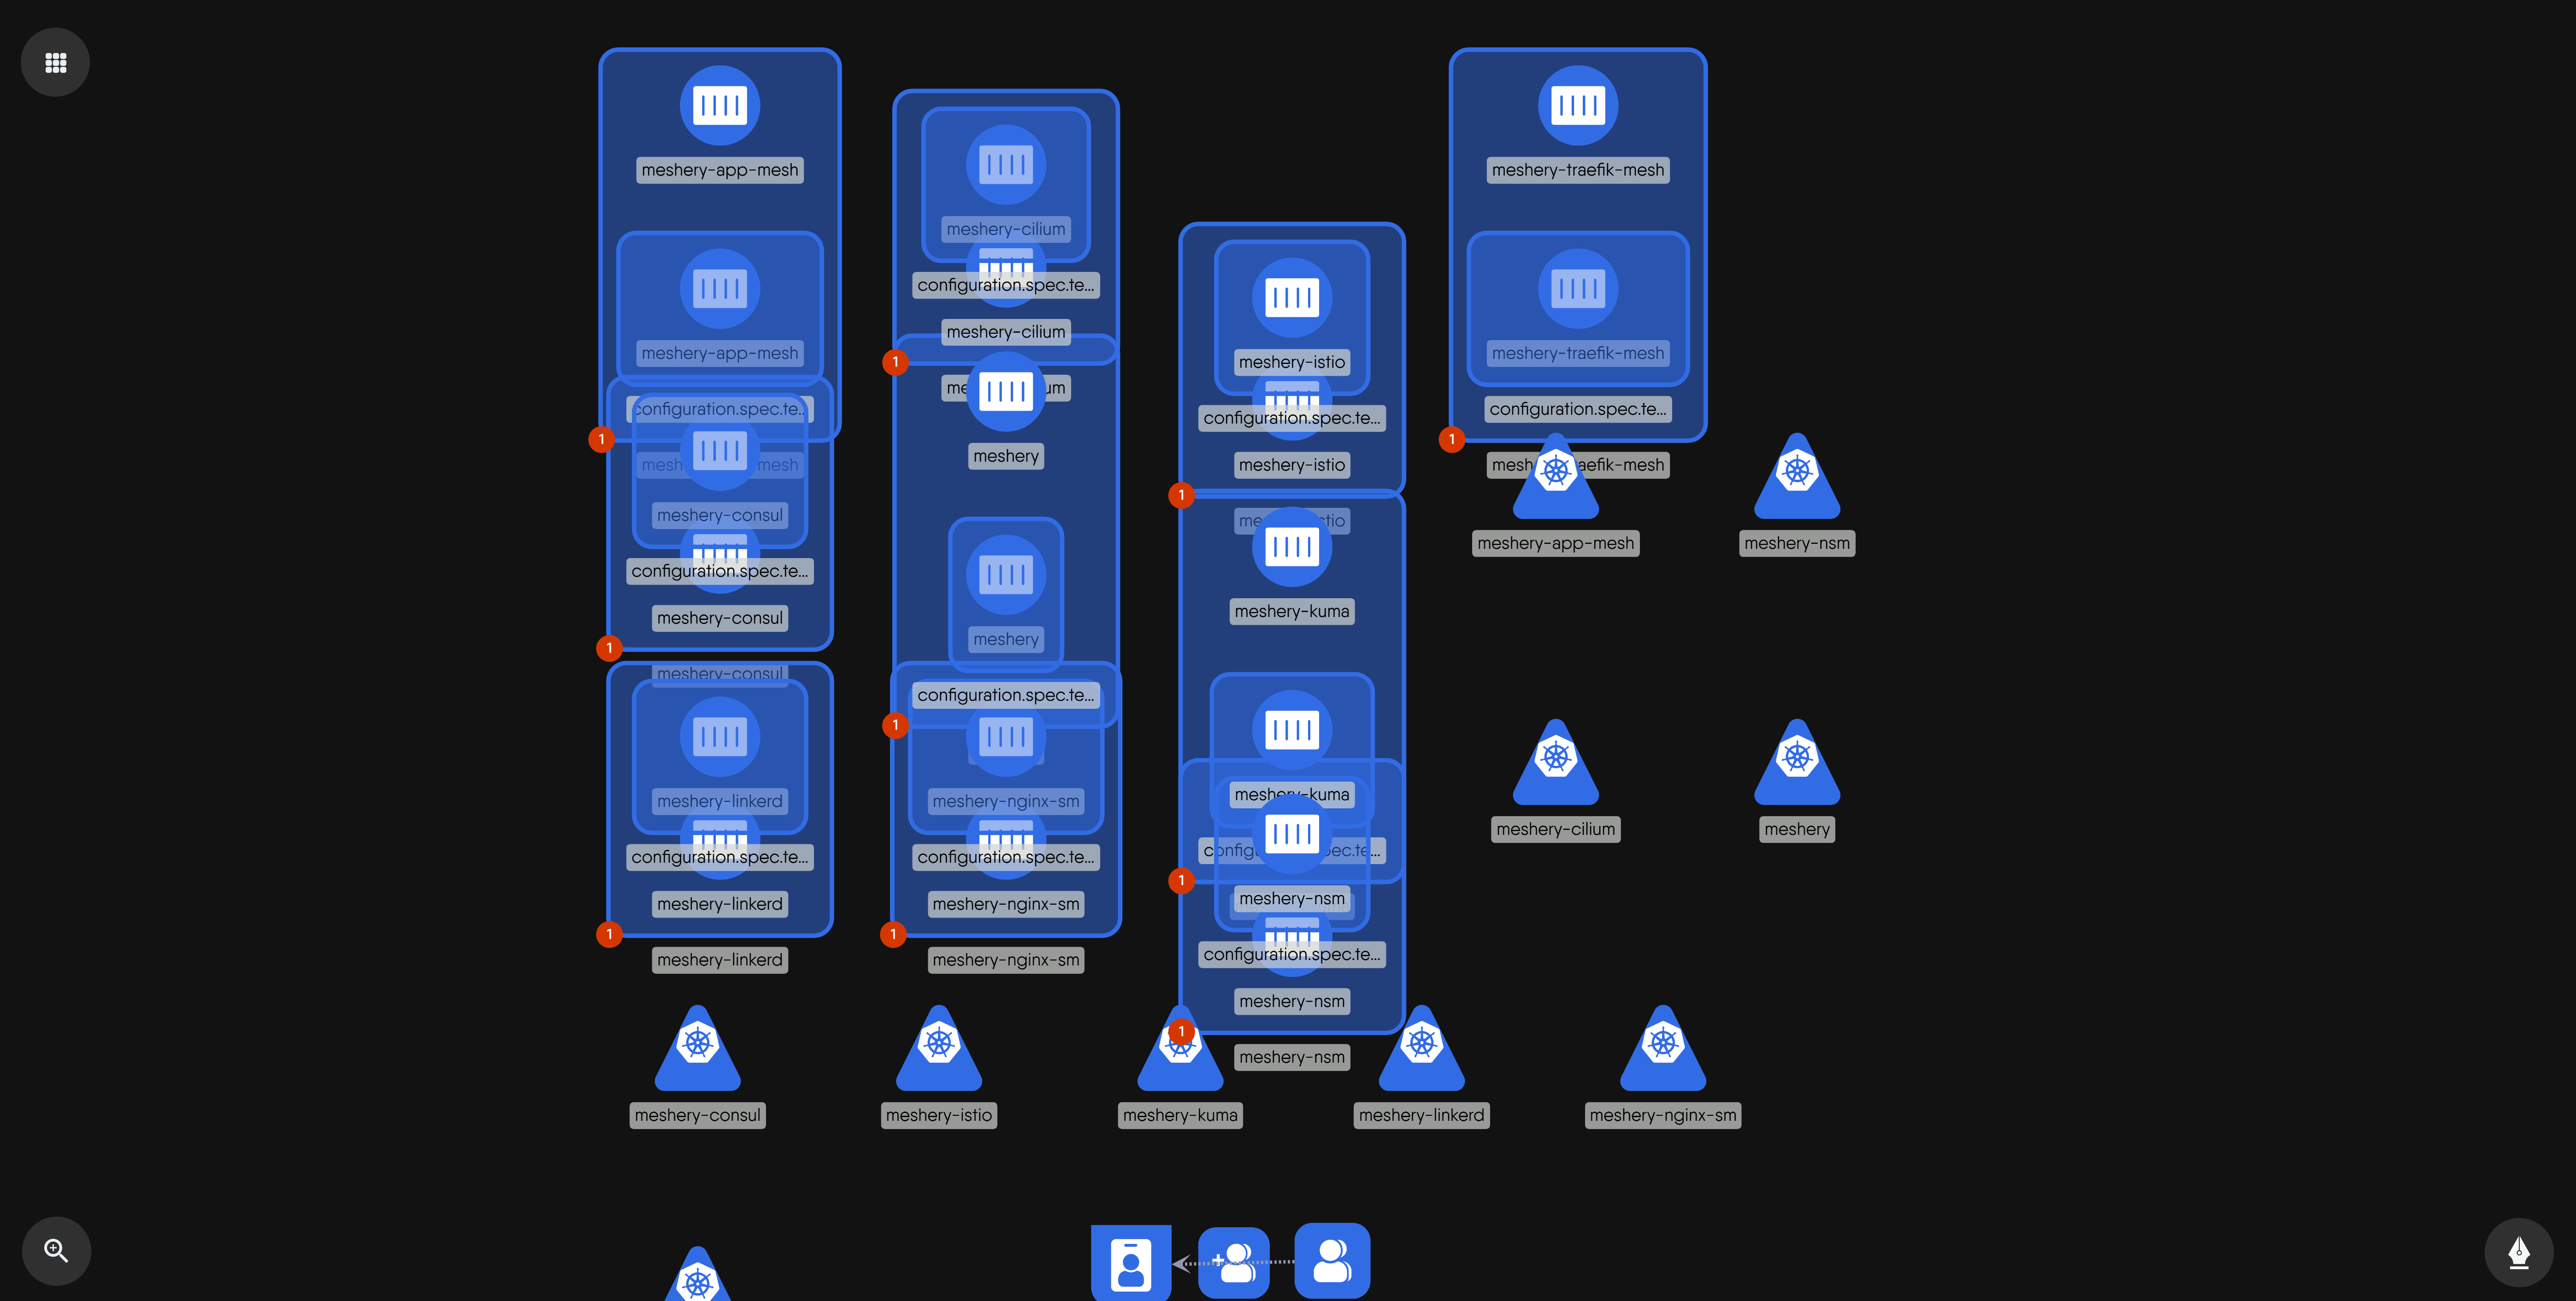 meshery-app-mesh
meshery-app-mesh
configuration.spec.te...
1
mesh mesh
meshery-consul
configuration.spec.te...
meshery-consul
1
meshery-consul
meshery-linkerd
configuration.spec.te...
meshery-linkerd
1
meshery-linkerd
meshery-cilium
configuration.spec.te...
meshery-cilium
1
me um
meshery
meshery
configuration.spec.te...
1
meshery-nginx-sm
configuration.spec.te...
meshery-nginx-sm
1
meshery-nginx-sm
meshery-istio
configuration.spec.te...
meshery-istio
1
me stio
meshery-kuma
meshery-kuma
config pec.te...
1
meshery-nsm
configuration.spec.te...
meshery-nsm
1
meshery-nsm
meshery-traefik-mesh
meshery-traefik-mesh
configuration.spec.te...
1
mesh aefik-mesh
meshery-app-mesh
meshery-nsm
meshery-cilium
meshery
meshery-consul
meshery-istio
meshery-kuma
meshery-linkerd
meshery-nginx-sm